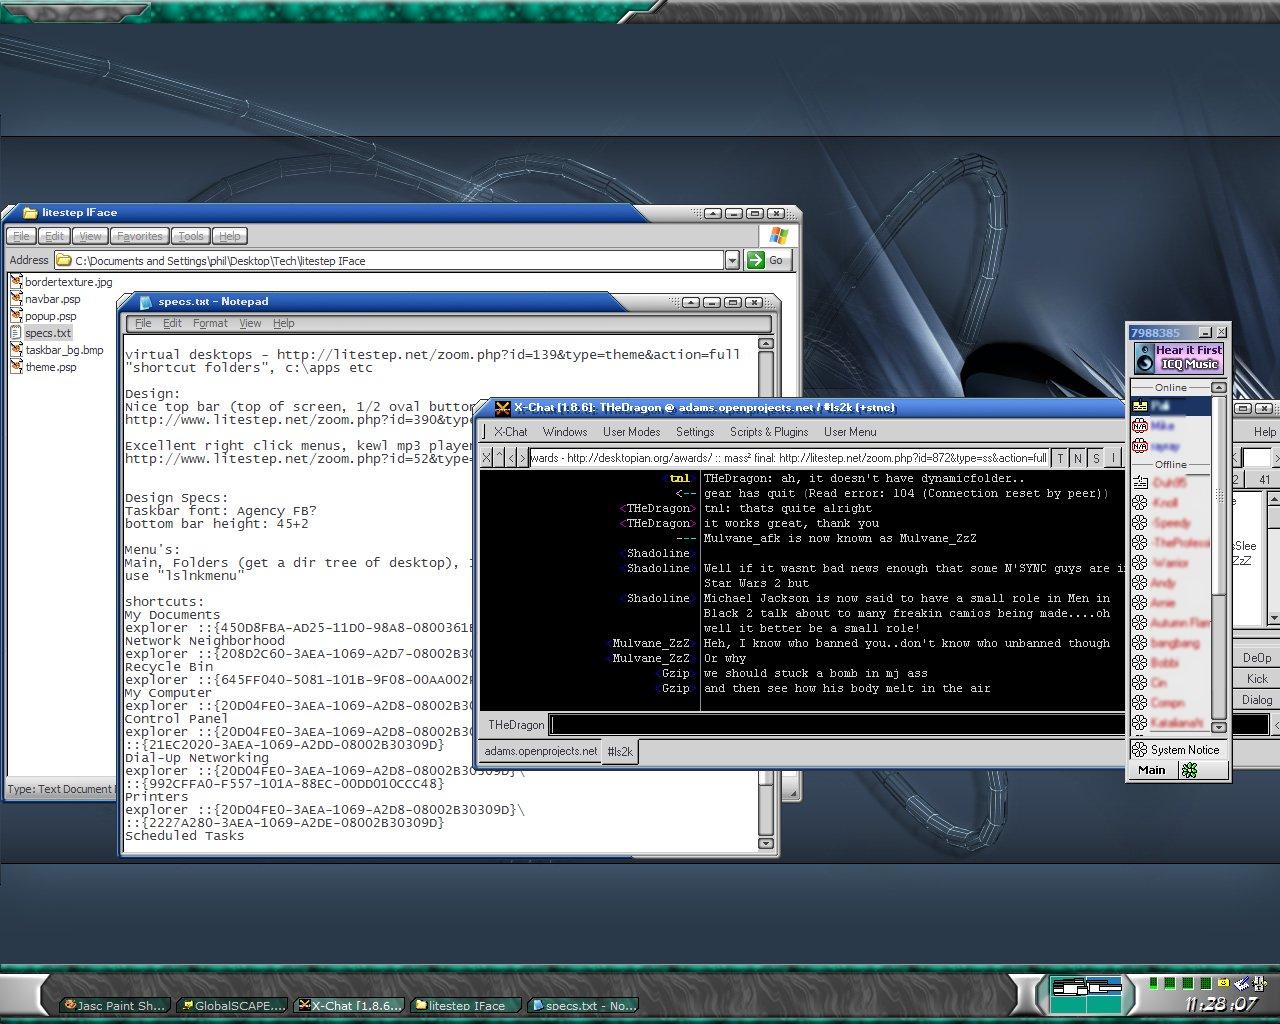 litestep IFace
File Edit View Favorites Tools Help
Address C:\Documents and Settings\phil\Desktop\Tech\litestep IFace Go
bordertexture.jpg
navbar.psp
popup.psp
specs.txt
taskbar_bg.bmp
theme.psp
Type: Text Document
specs.txt - Notepad
File Edit Format View Help
virtual desktops - http://litestep.net/zoom.php?id=139&type=theme&action=full
"shortcut folders", c:\apps etc
Design:
Nice top bar (top of screen, 1/2 oval button
http://www.litestep.net/zoom.php?id=390&type=
Excellent right click menus, kewl mp3 player
http://www.litestep.net/zoom.php?id=52&type=
Design Specs:
Taskbar font: Agency FB?
bottom bar height: 45+2
Menu's:
Main, Folders (get a dir tree of desktop),
use "lslnkmenu"
shortcuts:
My Documents
explorer ::{450D8FBA-AD25-11D0-98A8-0800361B
Network Neighborhood
explorer ::{208D2C60-3AEA-1069-A2D7-08002B30
Recycle Bin
explorer ::{645FF040-5081-101B-9F08-00AA002F
My Computer
explorer ::{20D04FE0-3AEA-1069-A2D8-08002B30
Control Panel
explorer ::{20D04FE0-3AEA-1069-A2D8-08002B30
::{21EC2020-3AEA-1069-A2DD-08002B30309D}
Dial-Up Networking
explorer ::{20D04FE0-3AEA-1069-A2D8-08002B30309D}\
::{992CFFA0-F557-101A-88EC-00DD010CCC48}
Printers
explorer ::{20D04FE0-3AEA-1069-A2D8-08002B30309D}\
::{2227A280-3AEA-1069-A2DE-08002B30309D}
Scheduled Tasks
X-Chat [1.8.6]: THeDragon @ adams.openprojects.net / #ls2k (+stnc)
X-Chat Windows User Modes Settings Scripts & Plugins User Menu Help
X ^ < > wards - http://desktopian.org/awards/ :: mass² final: http://litestep.net/zoom.php?id=872&type=ss&action=full T N S I
tnl THeDragon: ah, it doesn't have dynamicfolder..
<-- gear has quit (Read error: 104 (Connection reset by peer))
<THeDragon> tnl: thats quite alright
<THeDragon> it works great, thank you
--- Mulvane_afk is now known as Mulvane_ZzZ
<Shadoline>
<Shadoline> Well if it wasnt bad news enough that some N'SYNC guys are i
Star Wars 2 but
<Shadoline> Michael Jackson is now said to have a small role in Men in
Black 2 talk about to many freakin camios being made....oh
well it better be a small role!
<Mulvane_ZzZ> Heh, I know who banned you..don't know who unbanned though
<Mulvane_ZzZ> Or why
<Gzip> we should stuck a bomb in mj ass
<Gzip> and then see how his body melt in the air
THeDragon
adams.openprojects.net #ls2k
2 41
sSlee
ZzZ
DeOp
Kick
Dialog
7988385
Hear it First
ICQ Music
Online
Mike
Offline
-Knoll
-Speedy
-Warrior
Andy
Arnie
Autumn
bangbang
Bobbi
System Notice
Main
Jasc Paint Sh...
GlobalSCAPE...
X-Chat [1.8.6...
litestep IFace
specs.txt - No...
11:28:07